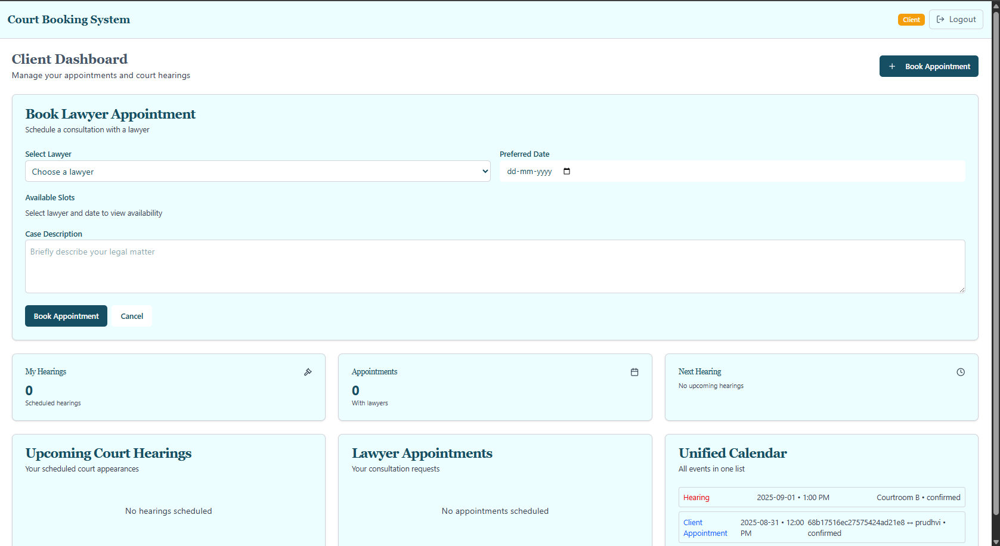 Court Booking System
Client
Logout
Client Dashboard
Manage your appointments and court hearings
+ Book Appointment
Book Lawyer Appointment
Schedule a consultation with a lawyer
Select Lawyer
Preferred Date
Choose a lawyer
dd-mm-yyyy
Available Slots
Select lawyer and date to view availability
Case Description
Briefly describe your legal matter
Book Appointment
Cancel
My Hearings
0
Scheduled hearings
Appointments
0
With lawyers
Next Hearing
No upcoming hearings
Upcoming Court Hearings
Your scheduled court appearances
No hearings scheduled
Lawyer Appointments
Your consultation requests
No appointments scheduled
Unified Calendar
All events in one list
Hearing 2025-09-01 • 1:00 PM Courtroom B • confirmed
Client 2025-08-31 • 12:00 68b17516ec27575424ad21e8 ↔ prudhvi •
Appointment PM confirmed